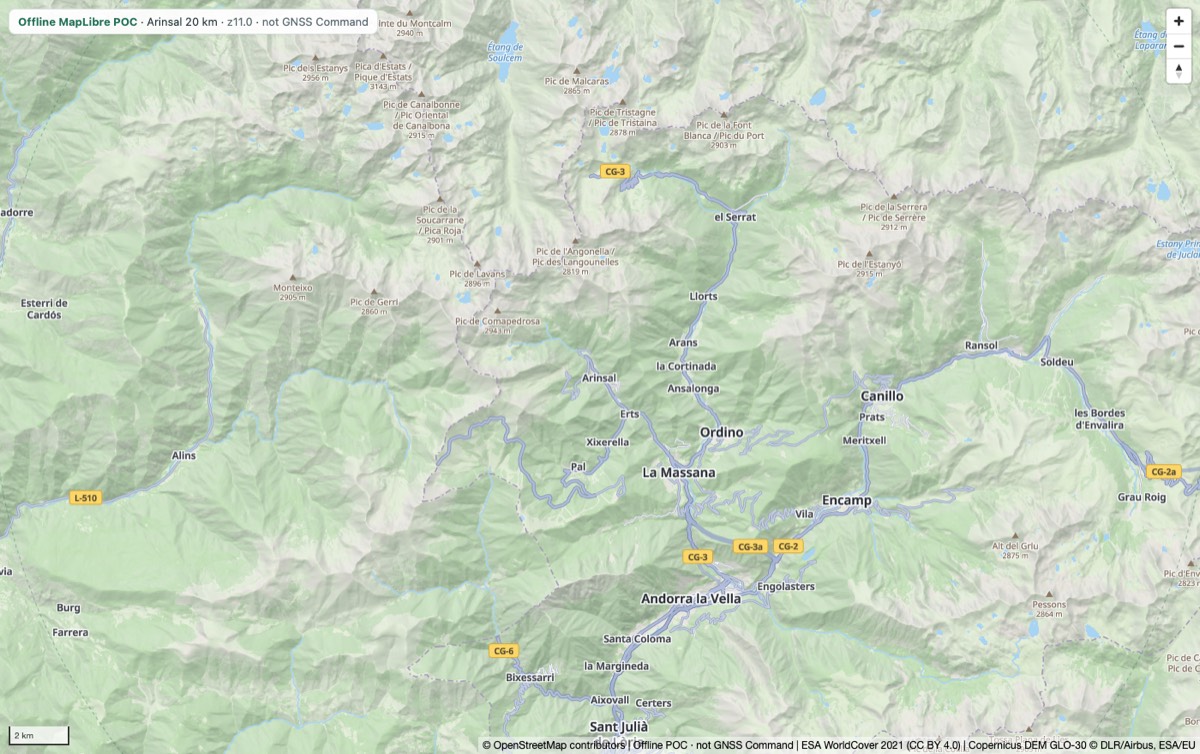 Offline MapLibre POC · Arinsal 20 km · z11.0 · not GNSS Command
2940 m
Étang de
Soulcem
Pic dels Estanys
2956 m
Pica d'Estats /
Pique d'Estats
3143 m
Pic de Malcaras
2865 m
Pic de Canalbonne
/ Pic Oriental
de Canalbona
2915 m
Pic de Tristagne
/ Pic de Tristaina
2878 m
Pic de la Font
Blanca / Pic du Port
2903 m
CG-3
adorre
Pic de la
Soucarrane
/ Pica Roja
2901 m
el Serrat
Pic de la Serrera
/ Pic de Serrère
2912 m
Pic de l'Angonella /
Pic des Langounelles
2819 m
Pic de Lavans
2896 m
Pic de l'Estanyó
2915 m
Monteixo
2905 m
Pic de Gerri
2860 m
Llorts
Esterri de
Cardós
Pic de Comapedrosa
2943 m
Arans
Ransol
Soldeu
la Cortinada
Arinsal
Ansalonga
Canillo
Prats
les Bordes
d'Envalira
Erts
Ordino
Xixerella
Meritxell
Alins
Pal
La Massana
CG-2a
L-510
Encamp
Grau Roig
Vila
CG-3a
CG-2
CG-3
Alt del Griu
2875 m
Engolasters
Andorra la Vella
Pessons
2864 m
Burg
Farrera
Santa Coloma
CG-6
la Margineda
Bixessarri
Aixovall
Certers
Sant Julià
2 km
© OpenStreetMap contributors | Offline POC · not GNSS Command | ESA WorldCover 2021 (CC BY 4.0) | Copernicus DEM GLO-30 © DLR/Airbus, ESA/EU